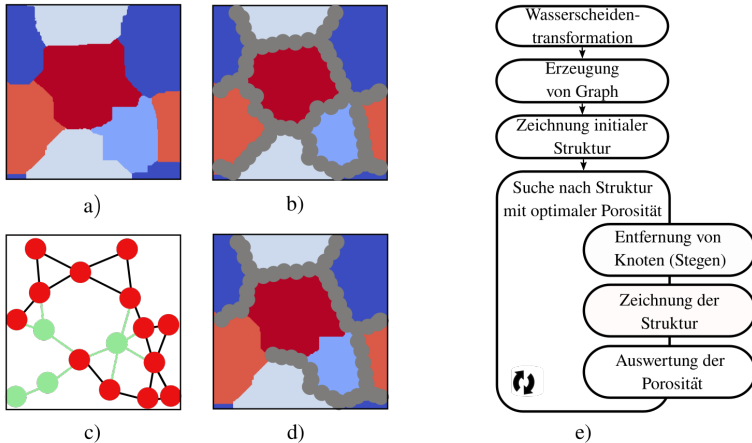 a)
b)
c)
d)
Wasserscheiden-
transformation
Erzeugung
von Graph
Zeichnung initialer
Struktur
Suche nach Struktur
mit optimaler Porosität
Entfernung von
Knoten (Stegen)
Zeichnung der
Struktur
Auswertung der
Porosität
e)